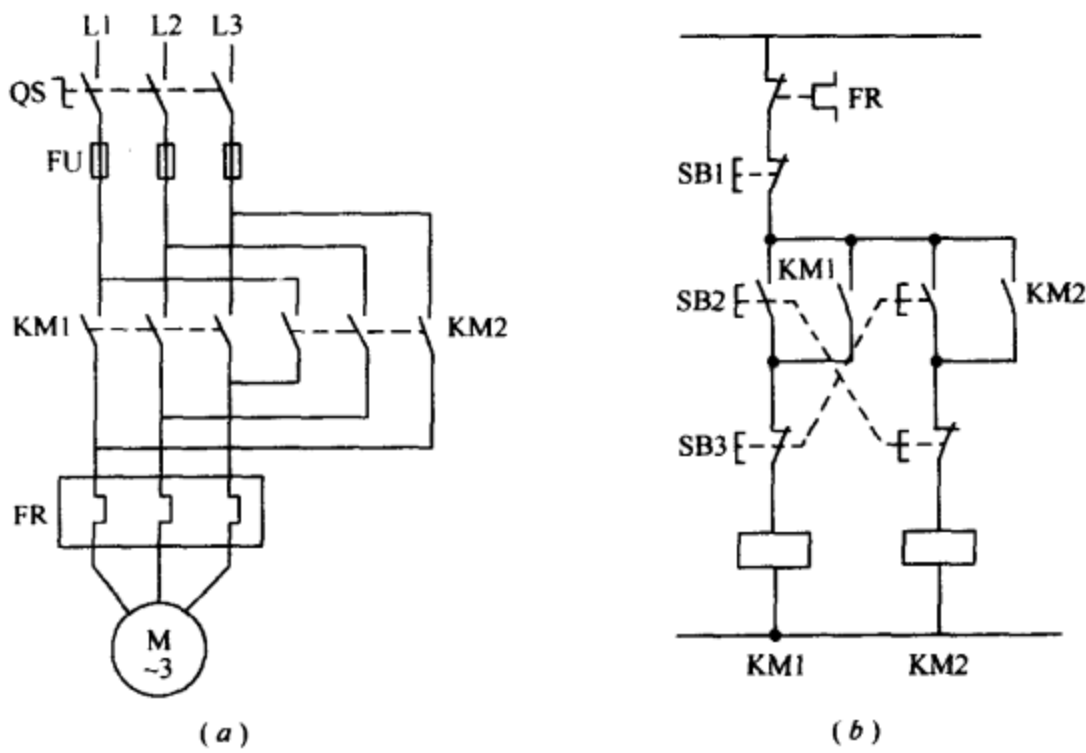 L1 L2 L3
QS
FU
KM1
KM2
FR
M
~3
(a)
FR
SB1
KM1
SB2
KM2
SB3
KM1 KM2
(b)